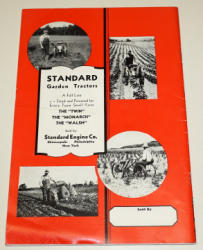 STANDARD
Garden Tractors
A Full Line
Sized and Powered for
Every Type Small Farm
THE "TWIN"
THE "MONARCH"
THE "WALSH"
Sold by
Standard Engine Co.
Minneapolis Philadelphia
New York
Sold By